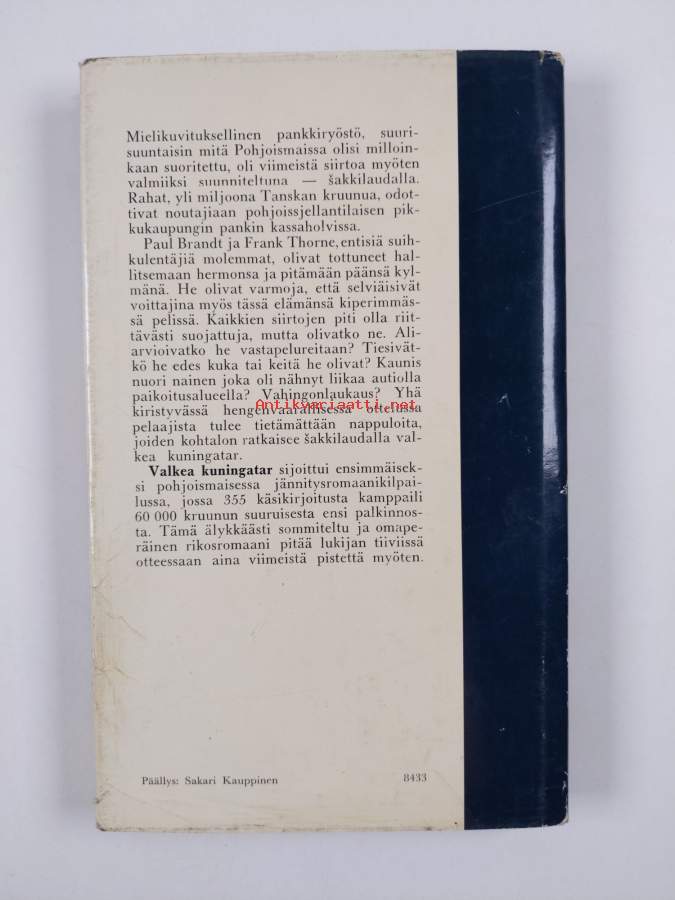 Mielikuvituksellinen pankkiryöstö, suuri-
suuntaisin mitä Pohjoismaissa olisi milloin-
kaan suoritettu, oli viimeistä siirtoa myöten
valmiiksi suunniteltuna — šakkilaudalla.
Rahat, yli miljoona Tanskan kruunua, odot-
tivat noutajiaan pohjoissjellantilaisen pik-
kukaupungin pankin kassaholvissa.
Paul Brandt ja Frank Thorne, entisiä suih-
kulentäjiä molemmat, olivat tottuneet hal-
litsemaan hermonsa ja pitämään päänsä kyl-
mänä. He olivat varmoja, että selviäisivät
voittajina myös tässä elämänsä kiperimmäs-
sä pelissä. Kaikkien siirtojen piti olla riit-
tävästi suojattuja, mutta olivatko ne. Ali-
arvioivatko he vastapelureitaan? Tiesivät-
kö he edes kuka tai keitä he olivat? Kaunis
nuori nainen joka oli nähnyt liikaa autiolla
paikoitusalueella? Vahingonlaukaus? Yhä
Antikvariaatti.net
kiristyvässä hengenvaarallisessa ottelussa
pelaajista tulee tietämättään nappuloita,
joiden kohtalon ratkaisee šakkilaudalla val-
kea kuningatar.
Valkea kuningatar sijoittui ensimmäisek-
si pohjoismaisessa jännitysromaanikilpai-
lussa, jossa 355 käsikirjoitusta kamppaili
60 000 kruunun suuruisesta ensi palkinnos-
ta. Tämä älykkäästi sommiteltu ja omape-
räinen rikosromaani pitää lukijan tiiviissä
otteessaan aina viimeistä pistettä myöten.
Päällys: Sakari Kauppinen 8433